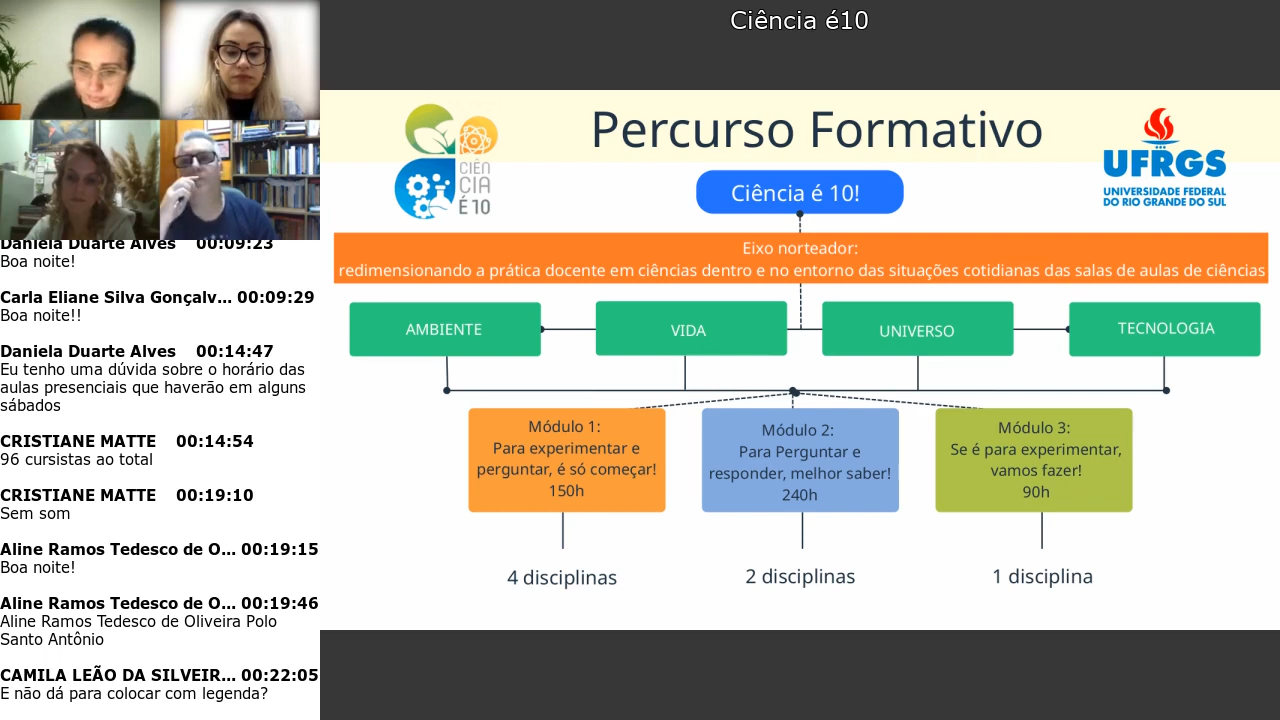 Ciência é10
Daniela Duarte Alves 00:09:23
Boa noite!
Carla Eliane Silva Gonçalv... 00:09:29
Boa noite!!
Daniela Duarte Alves 00:14:47
Eu tenho uma dúvida sobre o horário das
aulas presenciais que haverão em alguns
sábados
CRISTIANE MATTE 00:14:54
96 cursistas ao total
CRISTIANE MATTE 00:19:10
Sem som
Aline Ramos Tedesco de O... 00:19:15
Boa noite!
Aline Ramos Tedesco de O... 00:19:46
Aline Ramos Tedesco de Oliveira Polo
Santo Antônio
CAMILA LEÃO DA SILVEIR... 00:22:05
E não dá para colocar com legenda?
CIÊN
CIA
É 10
Percurso Formativo
UFRGS
UNIVERSIDADE FEDERAL
DO RIO GRANDE DO SUL
Ciência é 10!
Eixo norteador:
redimensionando a prática docente em ciências dentro e no entorno das situações cotidianas das salas de aulas de ciências
AMBIENTE
VIDA
UNIVERSO
TECNOLOGIA
Módulo 1:
Para experimentar e
perguntar, é só começar!
150h
Módulo 2:
Para Perguntar e
responder, melhor saber!
240h
Módulo 3:
Se é para experimentar,
vamos fazer!
90h
4 disciplinas
2 disciplinas
1 disciplina